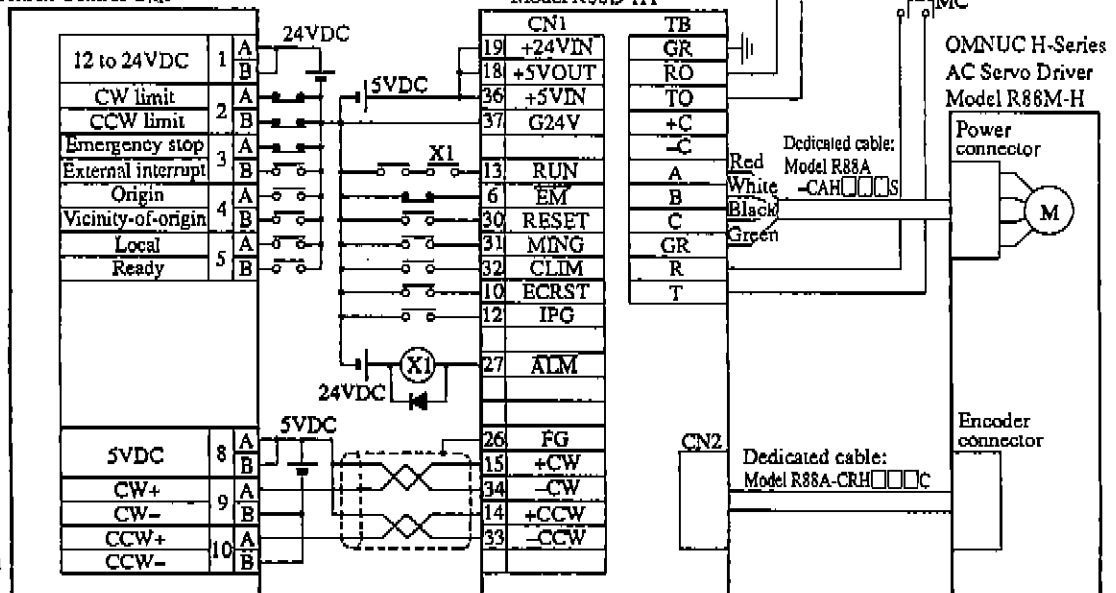 MC
CN1
TB
24VDC
12 to 24VDC 1 A
B
19 +24VIN
GR
OMNUC H-Series
AC Servo Driver
Model R88M-H
18 +5VOUT
RO
5VDC
CW limit 2 A
36 +5VIN
TO
CCW limit B
37 G24V
+C
Power
connector
Emergency stop 3 A
-C
Dedicated cable:
Model R88A
-CAH□□□S
External interrupt B
X1
13 RUN
A
Red
Origin 4 A
6 EM
B
White
Vicinity-of-origin B
30 RESET
C
Black
M
Local 5 A
31 MING
GR
Green
Ready B
32 CLIM
R
10 ECRST
T
12 IPG
X1
27 ALM
24VDC
5VDC
5VDC 8 A
B
26 FG
CN2
Encoder
connector
15 +CW
Dedicated cable:
Model R88A-CRH□□□C
CW+ 9 A
34 -CW
CW- B
14 +CCW
CCW+ 10 A
33 -CCW
CCW- B